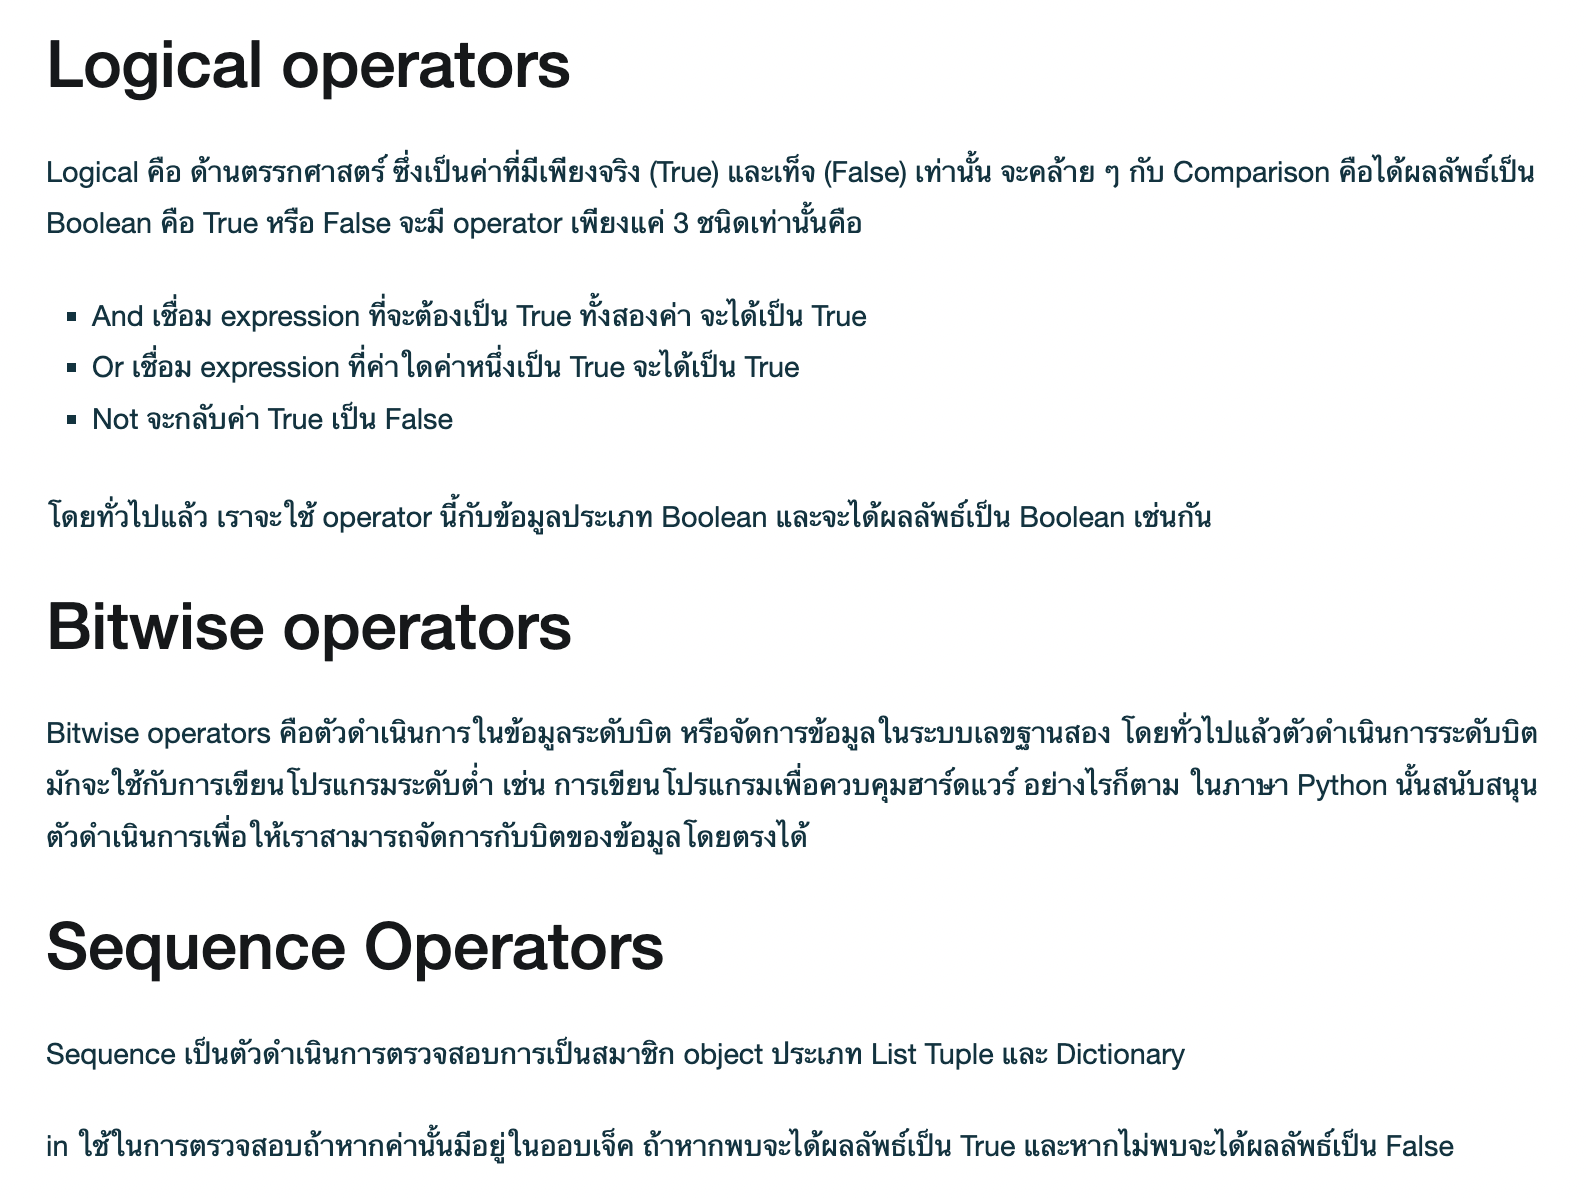 Logical operators
Logical คือ ด้านตรรกศาสตร์ ซึ่งเป็นค่าที่มีเพียงจริง (True) และเท็จ (False) เท่านั้น จะคล้าย ๆ กับ Comparison คือได้ผลลัพธ์เป็น
Boolean คือ True หรือ False จะมี operator เพียงแค่ 3 ชนิดเท่านั้นคือ
▪ And เชื่อม expression ที่จะต้องเป็น True ทั้งสองค่า จะได้เป็น True
▪ Or เชื่อม expression ที่ค่าใดค่าหนึ่งเป็น True จะได้เป็น True
▪ Not จะกลับค่า True เป็น False
โดยทั่วไปแล้ว เราจะใช้ operator นี้กับข้อมูลประเภท Boolean และจะได้ผลลัพธ์เป็น Boolean เช่นกัน
Bitwise operators
Bitwise operators คือตัวดำเนินการในข้อมูลระดับบิต หรือจัดการข้อมูลในระบบเลขฐานสอง โดยทั่วไปแล้วตัวดำเนินการระดับบิต
มักจะใช้กับการเขียนโปรแกรมระดับต่ำ เช่น การเขียนโปรแกรมเพื่อควบคุมฮาร์ดแวร์ อย่างไรก็ตาม ในภาษา Python นั้นสนับสนุน
ตัวดำเนินการเพื่อให้เราสามารถจัดการกับบิตของข้อมูลโดยตรงได้
Sequence Operators
Sequence เป็นตัวดำเนินการตรวจสอบการเป็นสมาชิก object ประเภท List Tuple และ Dictionary
in ใช้ในการตรวจสอบถ้าหากค่านั้นมีอยู่ในออบเจ็ค ถ้าหากพบจะได้ผลลัพธ์เป็น True และหากไม่พบจะได้ผลลัพธ์เป็น False